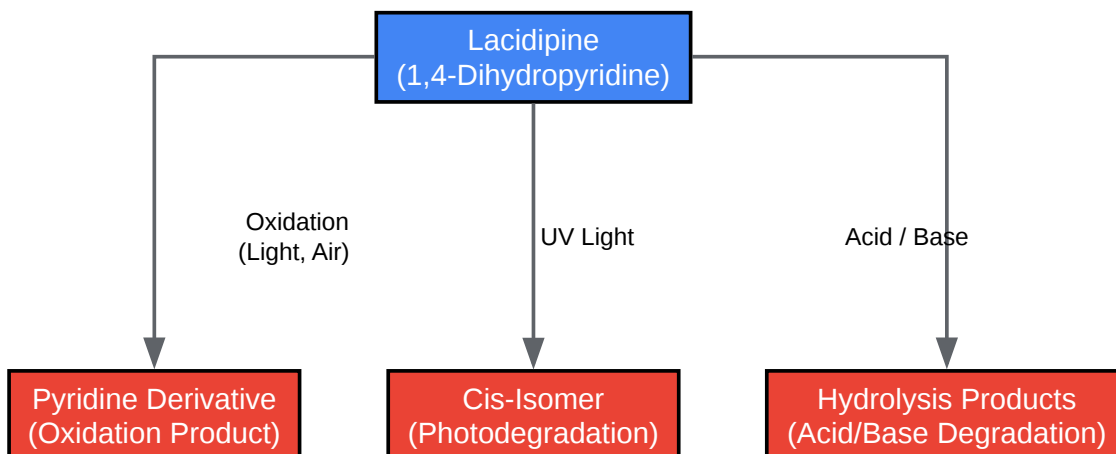 Lacidipine
(1,4-Dihydropyridine)
Oxidation
(Light, Air)
UV Light
Acid / Base
Pyridine Derivative
(Oxidation Product)
Cis-Isomer
(Photodegradation)
Hydrolysis Products
(Acid/Base Degradation)